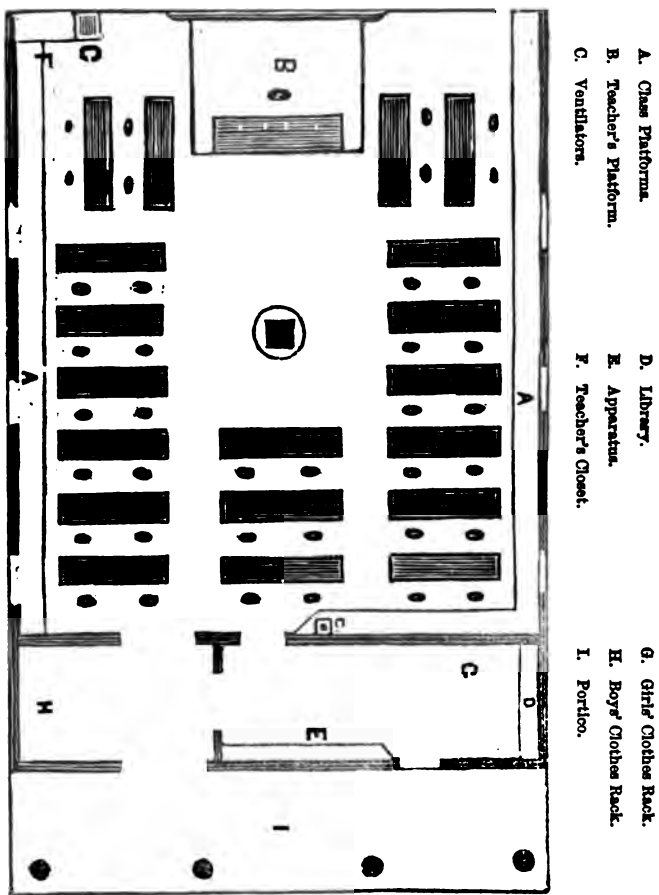 A. Class Platforms. D. Library. G. Girls' Clothes Rack.
B. Teacher's Platform. E. Apparatus. H. Boys' Clothes Rack.
C. Ventilators. F. Teacher's Closet. I. Portico.
A
D
C
G
B
E
I
C
F
A
H